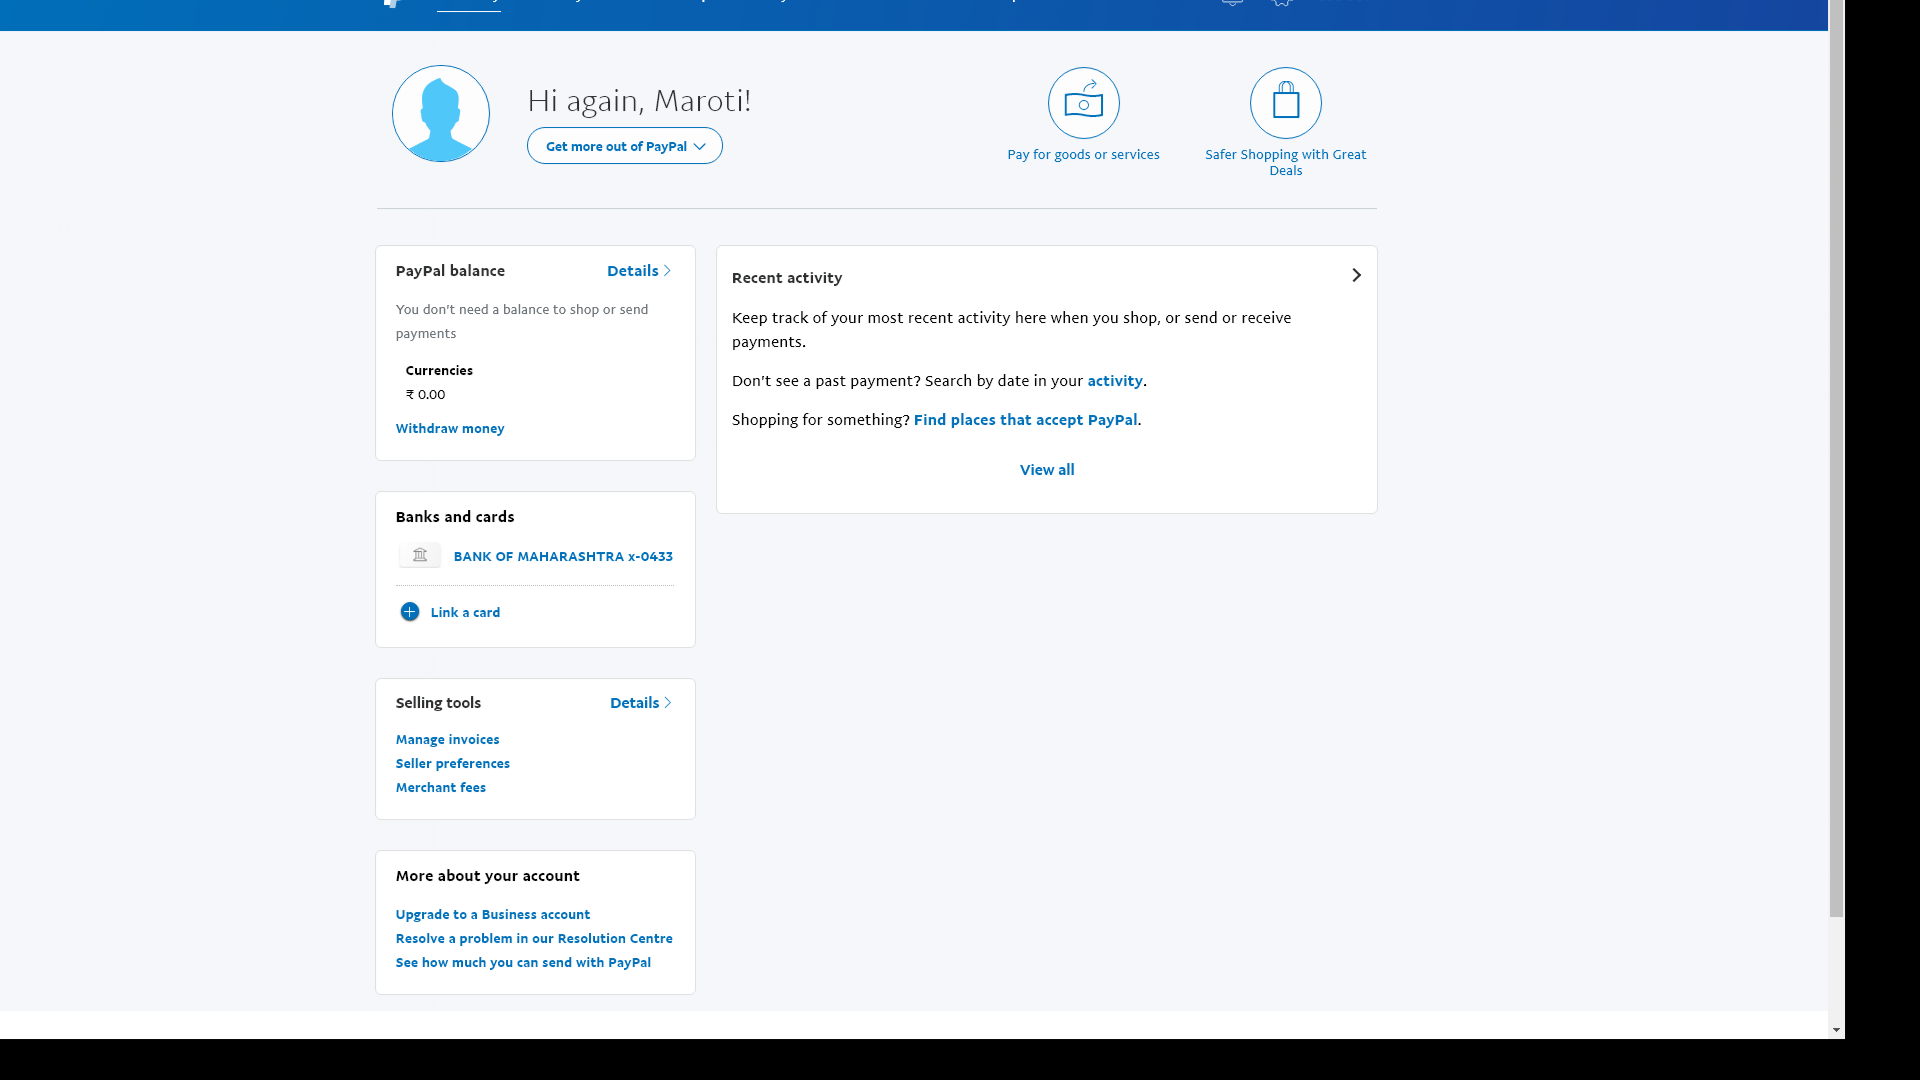 Hi again, Maroti!
Get more out of PayPal
Pay for goods or services
Safer Shopping with Great
Deals
PayPal balance
Details
You don't need a balance to shop or send
payments
Currencies
₹ 0.00
Withdraw money
Recent activity
Keep track of your most recent activity here when you shop, or send or receive
payments.
Don't see a past payment? Search by date in your activity.
Shopping for something? Find places that accept PayPal.
View all
Banks and cards
BANK OF MAHARASHTRA x-0433
Link a card
Selling tools
Details
Manage invoices
Seller preferences
Merchant fees
More about your account
Upgrade to a Business account
Resolve a problem in our Resolution Centre
See how much you can send with PayPal